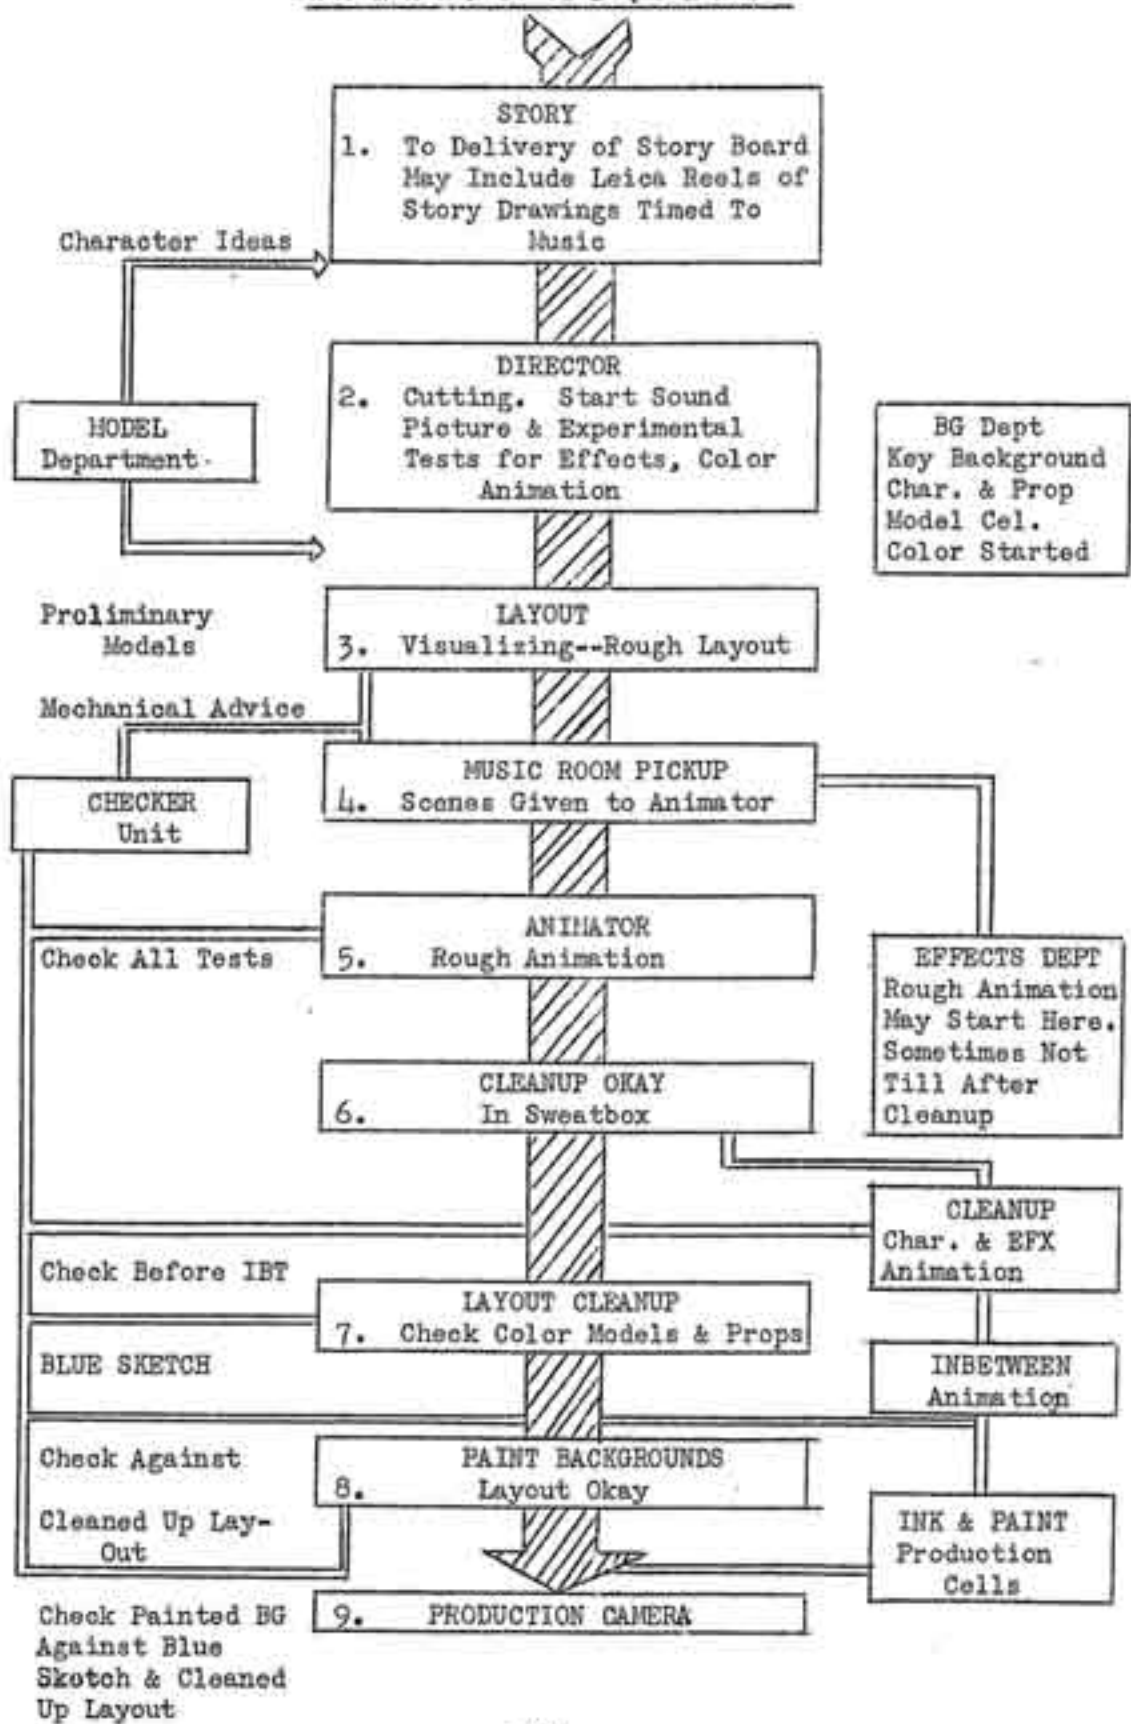 STORY
1. To Delivery of Story Board
May Include Leica Reels of
Story Drawings Timed To
Music
Character Ideas
DIRECTOR
2. Cutting. Start Sound
Picture & Experimental
Tests for Effects, Color
Animation
MODEL
Department
BG Dept
Key Background
Char. & Prop
Model Cel.
Color Started
Proliminary
Models
LAYOUT
3. Visualizing--Rough Layout
Mechanical Advice
MUSIC ROOM PICKUP
4. Scenes Given to Animator
CHECKER
Unit
ANIMATOR
5. Rough Animation
Check All Tests
EFFECTS DEPT
Rough Animation
May Start Here.
Sometimes Not
Till After
Cleanup
CLEANUP OKAY
6. In Sweatbox
CLEANUP
Char. & EFX
Animation
Check Before IBT
LAYOUT CLEANUP
7. Check Color Models & Props
BLUE SKETCH
INBETWEEN
Animation
Check Against
Cleaned Up Lay-
Out
PAINT BACKGROUNDS
8. Layout Okay
INK & PAINT
Production
Cells
9. PRODUCTION CAMERA
Check Painted BG
Against Blue
Sketch & Cleaned
Up Layout